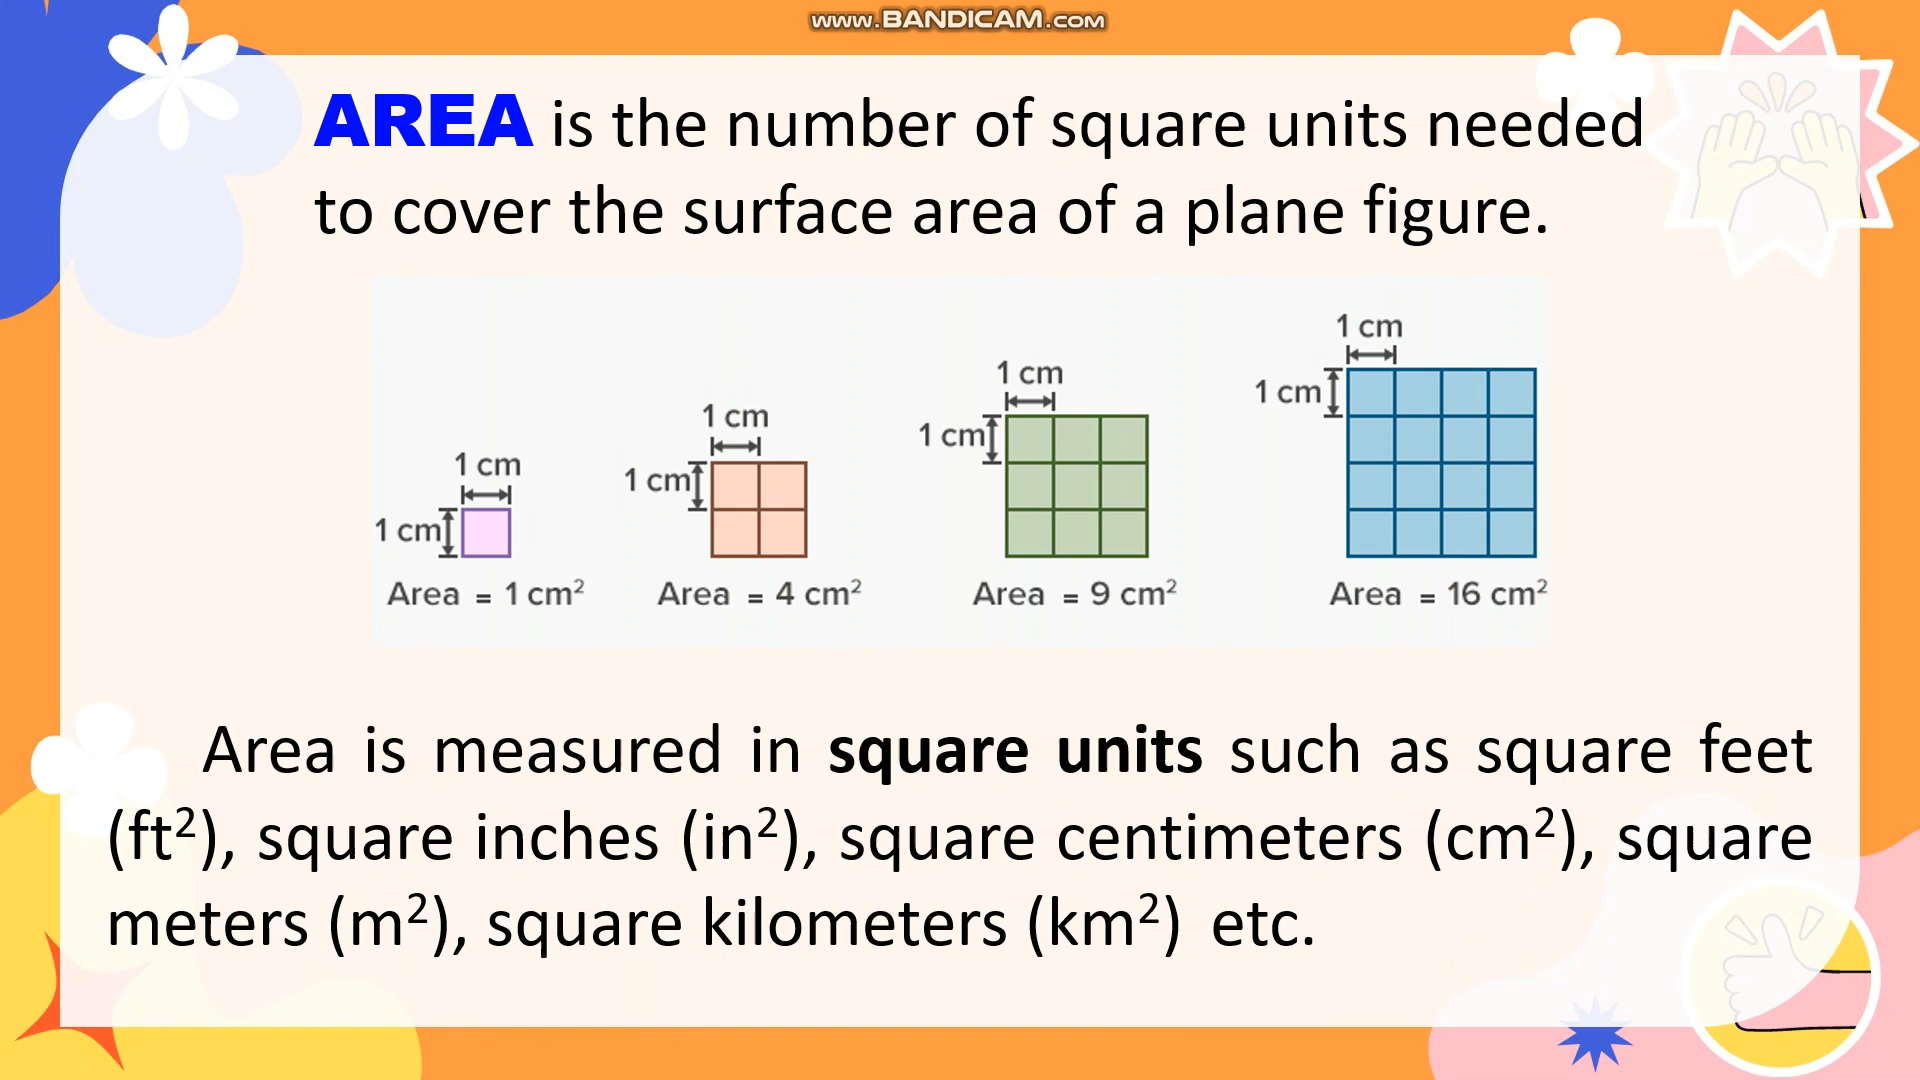 www.BANDICAM.com
AREA is the number of square units needed
to cover the surface area of a plane figure.
1 cm
1 cm
Area = 1 cm²
1 cm
1 cm
Area = 4 cm²
1 cm
1 cm
Area = 9 cm²
1 cm
1 cm
Area = 16 cm²
Area is measured in square units such as square feet
(ft²), square inches (in²), square centimeters (cm²), square
meters (m²), square kilometers (km²) etc.